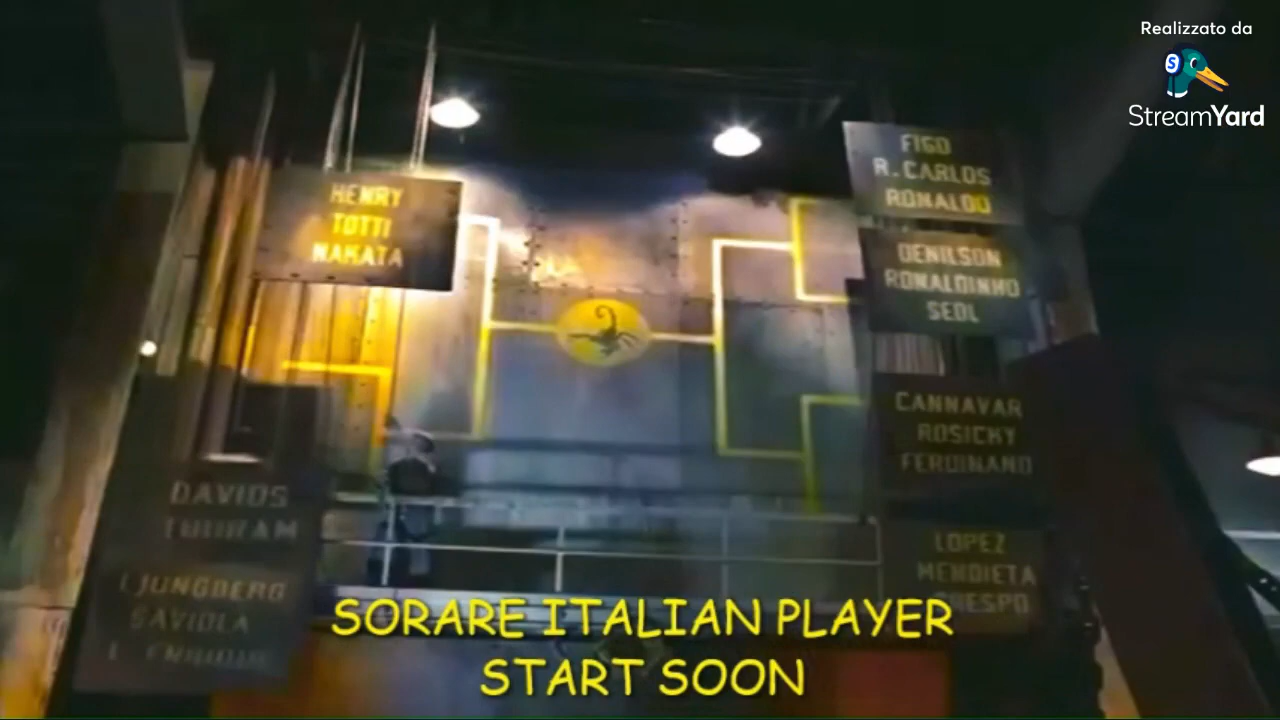 Realizzato da
StreamYard
FIGO
R.CARLOS
RONALDO
HENRY
TOTTI
NAKATA
DENILSON
RONALDINHO
SEOL
CANNAVAR
ROSICKY
FERDINAND
DAVIDS
THURAM
LOPEZ
MENDIETA
CRESPO
LJUNGBERG
SAVIOLA
SORARE ITALIAN PLAYER
START SOON